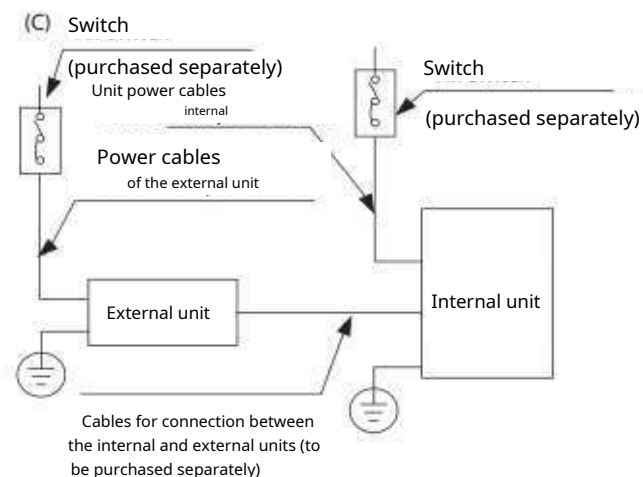 (C) Switch
(purchased separately)
Unit power cables
internal
Power cables
of the external unit
Switch
(purchased separately)
External unit
Internal unit
Cables for connection between
the internal and external units (to
be purchased separately)